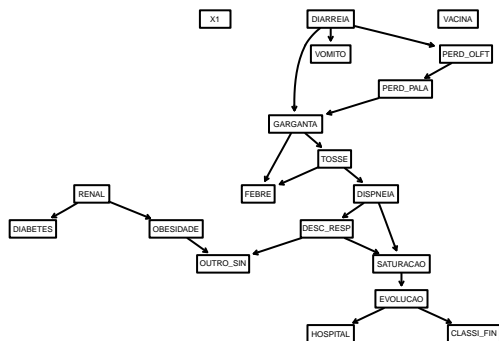 X1 DIARREIA VACINA
VOMITO PERD_OLFT
PERD_PALA
GARGANTA
TOSSE
RENAL FEBRE DISPNEIA
DIABETES OBESIDADE DESC_RESP
OUTRO_SIN SATURACAO
EVOLUCAO
HOSPITAL CLASSI_FIN